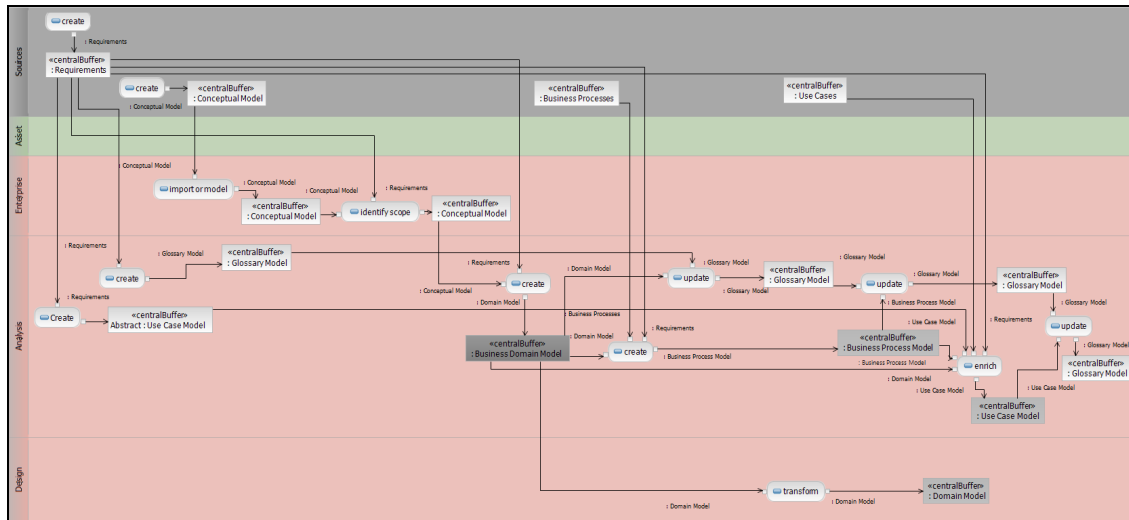 Sources
create
: Requirements
«centralBuffer»
: Requirements
create
: Conceptual Model
«centralBuffer»
: Conceptual Model
«centralBuffer»
: Business Processes
«centralBuffer»
: Use Cases
Asset
: Conceptual Model
Enterprise
import or model
: Conceptual Model
«centralBuffer»
: Conceptual Model
: Conceptual Model
identify scope
: Requirements
«centralBuffer»
: Conceptual Model
Analysis
: Requirements
create
: Glossary Model
«centralBuffer»
: Glossary Model
: Requirements
Create
«centralBuffer»
Abstract : Use Case Model
: Requirements
create
: Conceptual Model
: Domain Model
«centralBuffer»
: Business Domain Model
: Domain Model
: Glossary Model
update
: Glossary Model
: Glossary Model
«centralBuffer»
: Glossary Model
: Glossary Model
update
: Glossary Model
: Glossary Model
«centralBuffer»
: Glossary Model
: Glossary Model
update
: Glossary Model
«centralBuffer»
: Glossary Model
: Business Processes
: Domain Model
: Requirements
create
: Business Process Model
: Business Process Model
: Use Case Model
«centralBuffer»
: Business Process Model
: Business Process Model
: Requirements
enrich
: Domain Model
: Use Case Model
«centralBuffer»
: Use Case Model
: Use Case Model
Design
: Domain Model
transform
: Domain Model
«centralBuffer»
: Domain Model